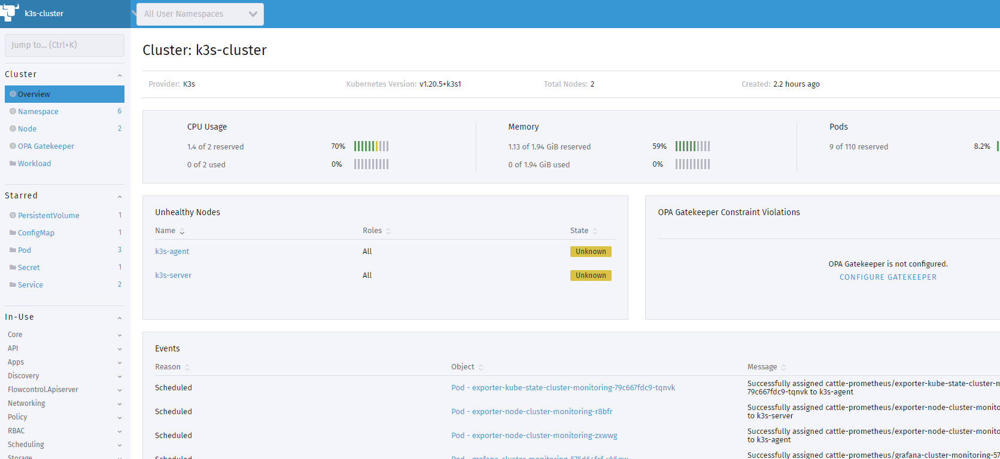 k3s-cluster
All User Namespaces
Jump to... (Ctrl+K)
Cluster
Overview
Namespace 6
Node 2
OPA Gatekeeper
Workload
Starred
PersistentVolume 1
ConfigMap 1
Pod 3
Secret 1
Service 2
In-Use
Core
API
Apps
Discovery
Flowcontrol.Apiserver
Networking
Policy
RBAC
Scheduling
Storage
Cluster: k3s-cluster
Provider: K3s Kubernetes Version: v1.20.5+k3s1 Total Nodes: 2 Created: 2.2 hours ago
CPU Usage
1.4 of 2 reserved 70%
0 of 2 used 0%
Memory
1.13 of 1.94 GiB reserved 59%
0 of 1.94 GiB used 0%
Pods
9 of 110 reserved 8.2%
Unhealthy Nodes
Name Roles State
k3s-agent All Unknown
k3s-server All Unknown
OPA Gatekeeper Constraint Violations
OPA Gatekeeper is not configured.
CONFIGURE GATEKEEPER
Events
Reason Object Message
Scheduled Pod - exporter-kube-state-cluster-monitoring-79c667fdc9-tqnvk Successfully assigned cattle-prometheus/exporter-kube-state-cluster-m
79c667fdc9-tqnvk to k3s-agent
Scheduled Pod - exporter-node-cluster-monitoring-r8bfr Successfully assigned cattle-prometheus/exporter-node-cluster-monito
to k3s-server
Scheduled Pod - exporter-node-cluster-monitoring-zxwwg Successfully assigned cattle-prometheus/exporter-node-cluster-monito
to k3s-agent
Scheduled Pod - Successfully assigned cattle-prometheus/grafana-cluster-monitoring-57